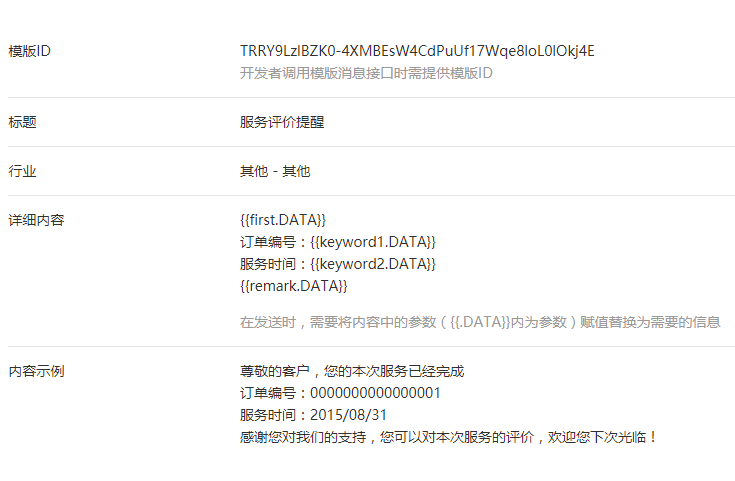 模版ID
TRRY9LzlBZK0-4XMBEsW4CdPuUf17Wqe8loL0lOkj4E
开发者调用模版消息接口时需提供模版ID
标题
服务评价提醒
行业
其他 - 其他
详细内容
{{first.DATA}}
订单编号：{{keyword1.DATA}}
服务时间：{{keyword2.DATA}}
{{remark.DATA}}
在发送时，需要将内容中的参数（{{.DATA}}内为参数）赋值替换为需要的信息
内容示例
尊敬的客户，您的本次服务已经完成
订单编号：0000000000000001
服务时间：2015/08/31
感谢您对我们的支持，您可以对本次服务的评价，欢迎您下次光临！